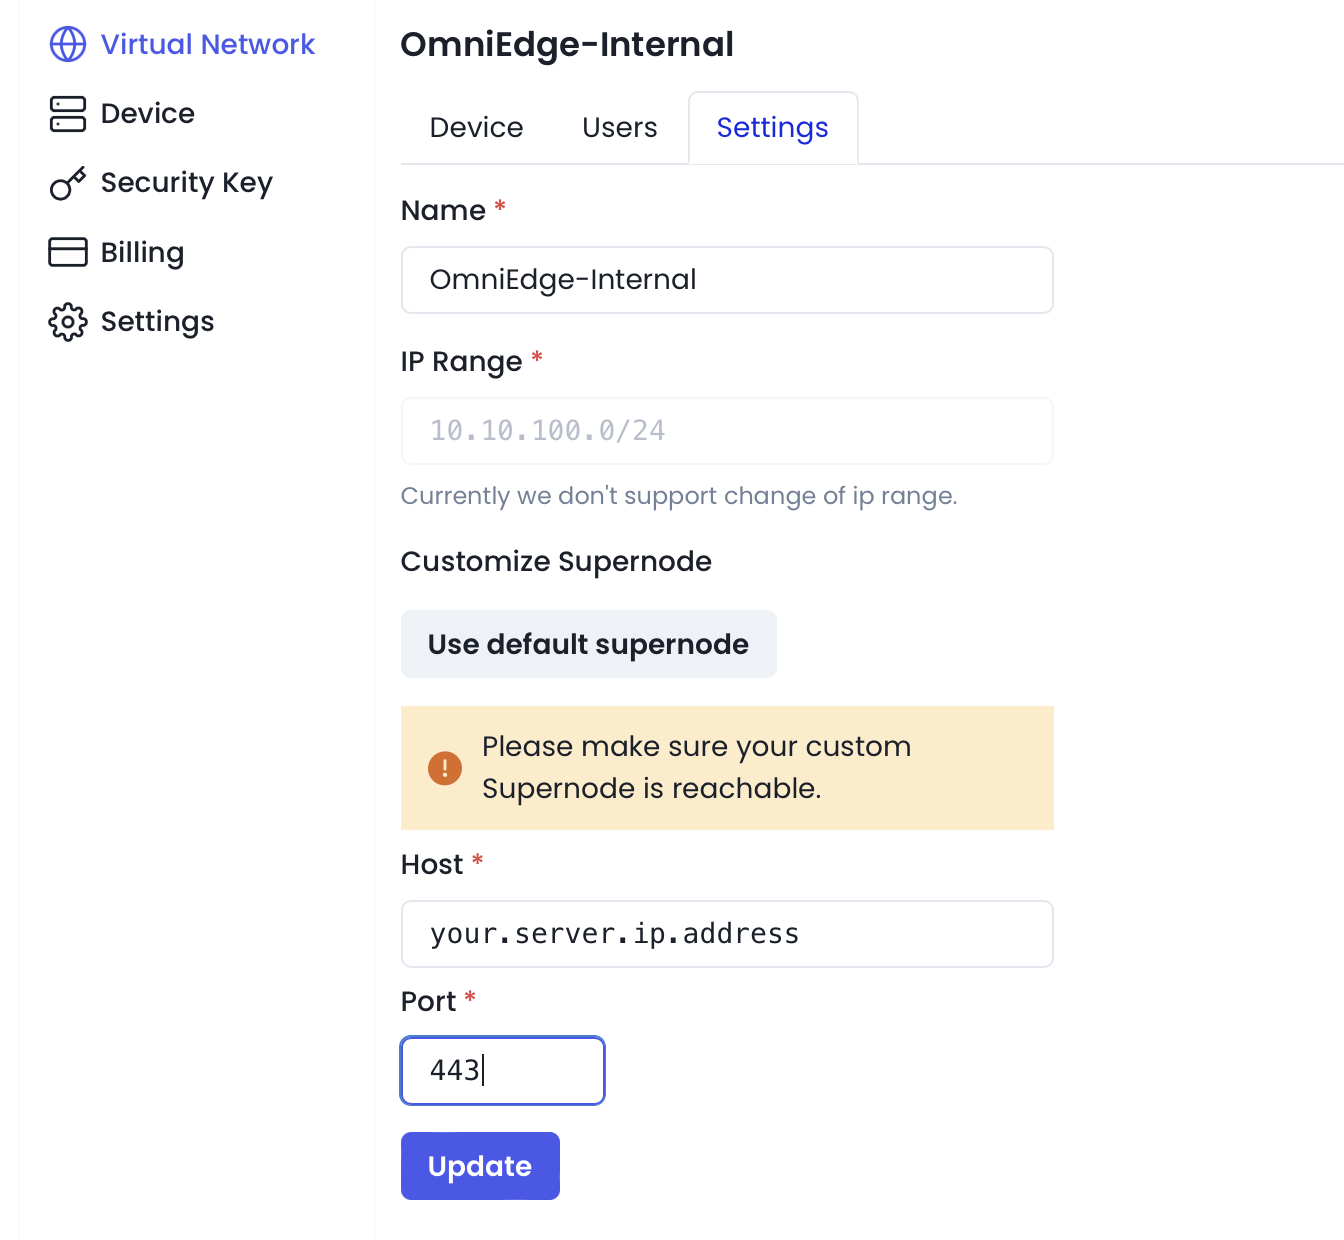 Virtual Network
Device
Security Key
Billing
Settings
OmniEdge-Internal
Device Users Settings
Name *
OmniEdge-Internal
IP Range *
10.10.100.0/24
Currently we don't support change of ip range.
Customize Supernode
Use default supernode
Please make sure your custom
Supernode is reachable.
Host *
your.server.ip.address
Port *
443
Update